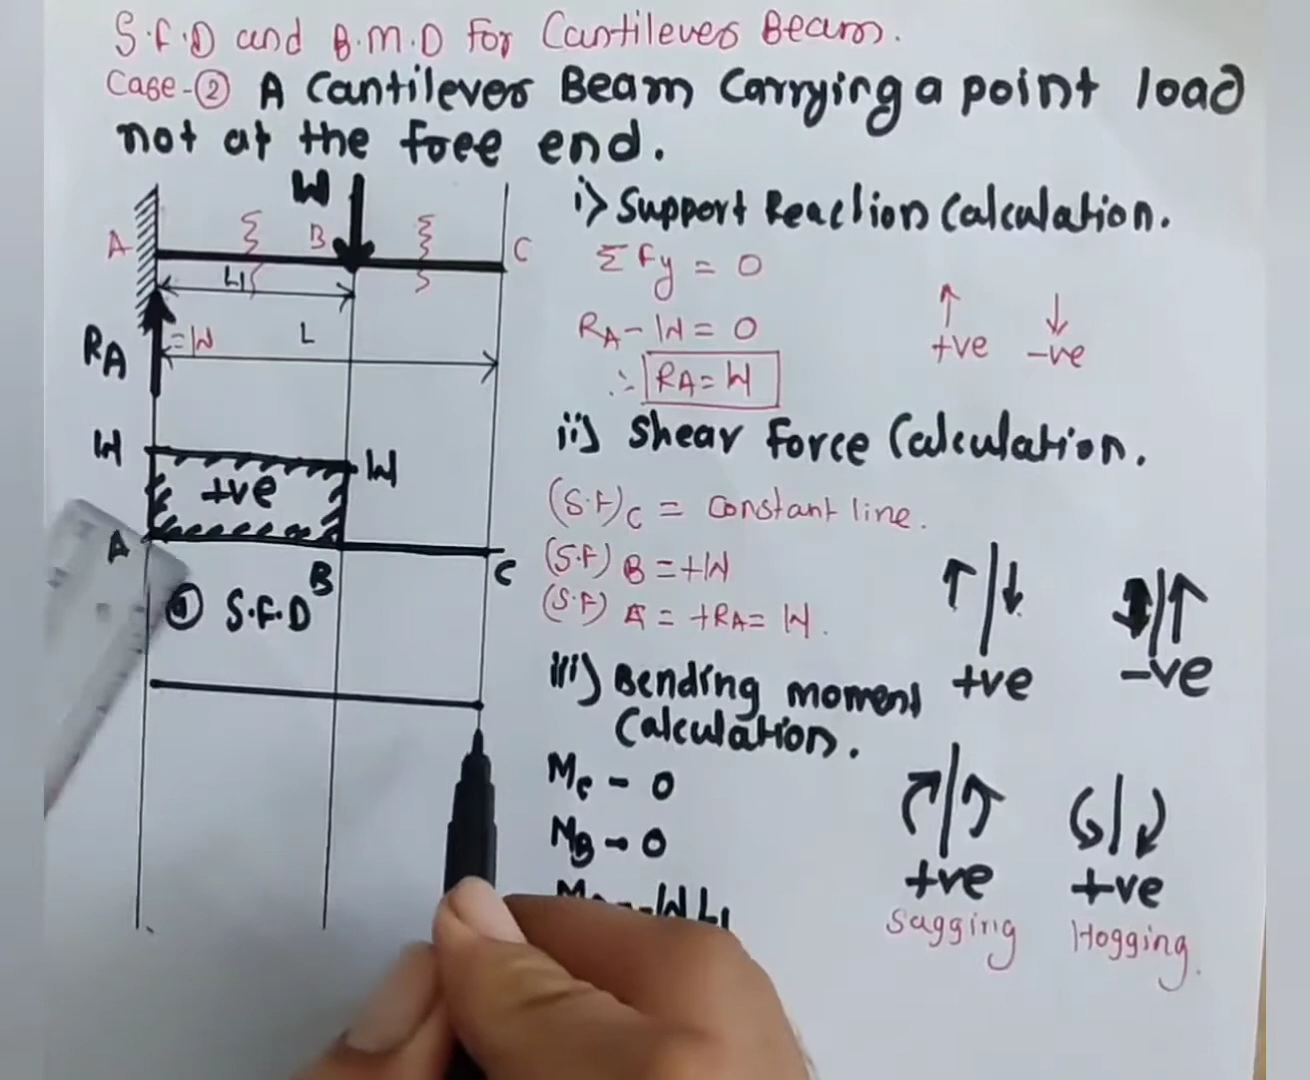 S.F.D and B.M.D For Cantilever Beam.
Case-② A Cantilever Beam Carrying a point load
not at the free end.
W
A
B
C
L1
=W
L
RA
W
W
+ve
A
B
C
S.F.D
i) Support Reaction Calculation.
ΣFy = 0
RA - W = 0
∴ RA = W
↑ ↓
+ve -ve
ii) Shear Force Calculation.
(S.F)C = Constant line.
(S.F) B = +W
(S.F) A = +RA = W.
+ve -ve
iii) Bending moment
Calculation.
Mc - 0
MB - 0
WL1
+ve +ve
Sagging Hogging.